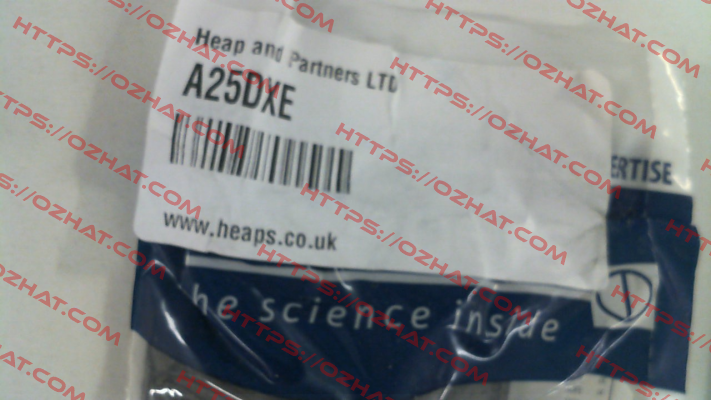 Heap and Partners LTD
A25DXE
ERTISE
www.heaps.co.uk
he science inside
HTTPS://OZHAT.COM